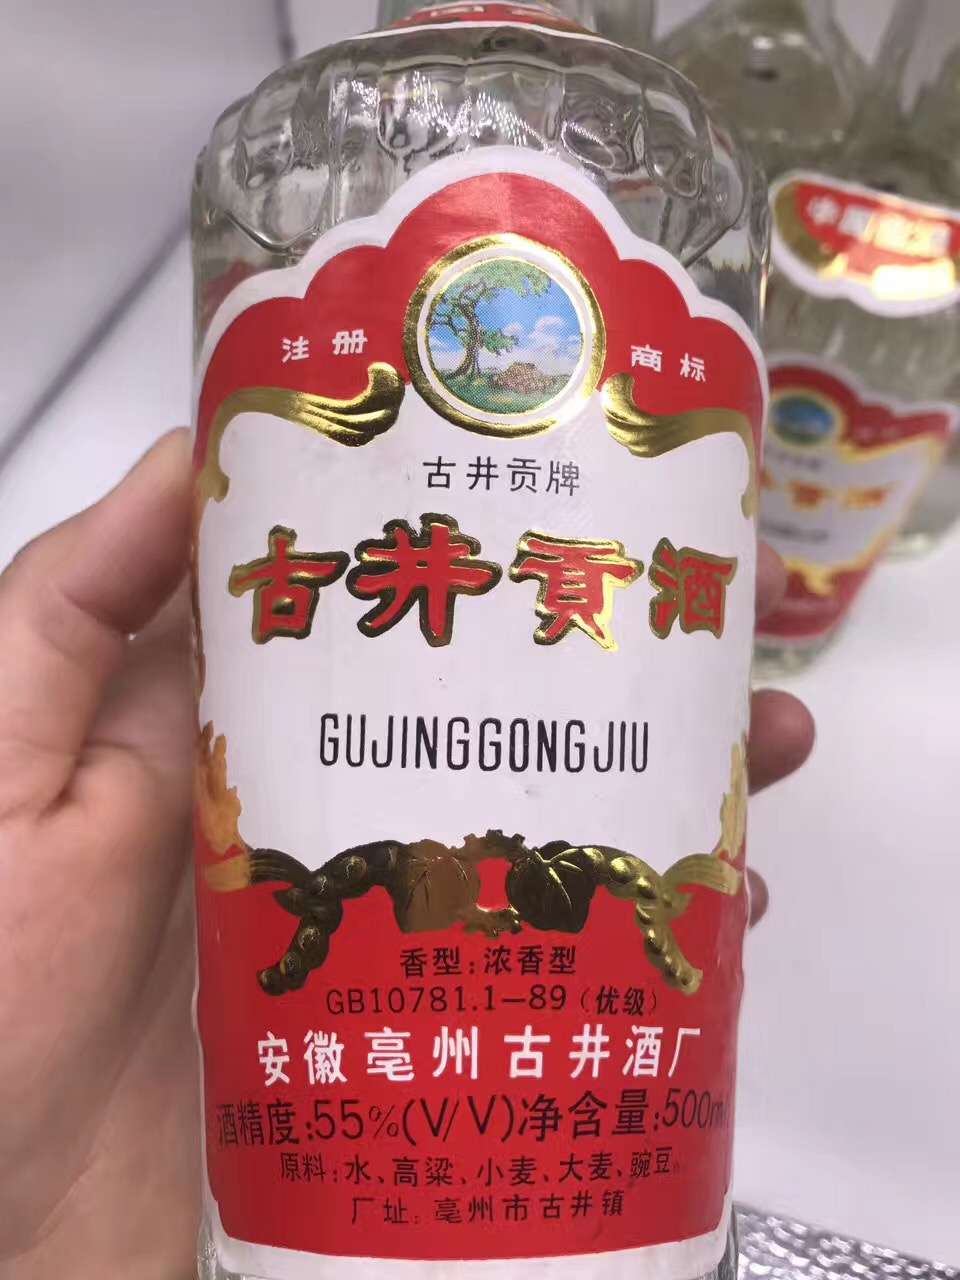 注册 商标
古井贡牌
古井贡酒
GUJINGGONGJIU
香型:浓香型
GB10781.1—89(优级)
安徽亳州古井酒厂
酒精度:55%(V/V)净含量:500m
原料:水、高粱、小麦、大麦、豌豆。
厂址:亳州市古井镇